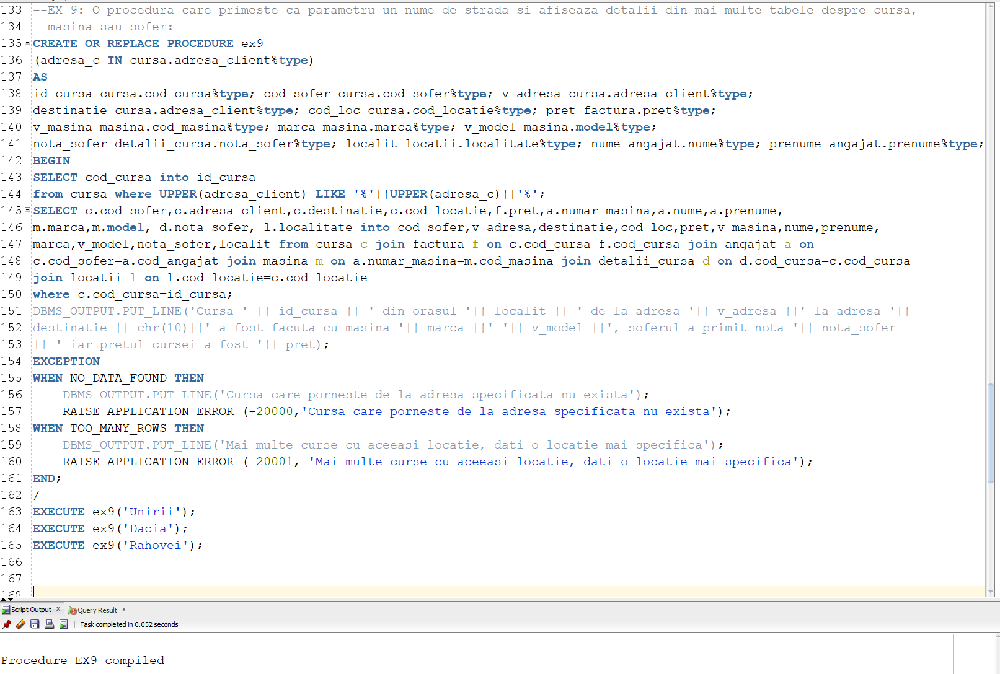 133 --EX 9: O procedura care primeste ca parametru un nume de strada si afiseaza detalii din mai multe tabele despre cursa,
134 --masina sau sofer:
135 CREATE OR REPLACE PROCEDURE ex9
136 (adresa_c IN cursa.adresa_client%type)
137 AS
138 id_cursa cursa.cod_cursa%type; cod_sofer cursa.cod_sofer%type; v_adresa cursa.adresa_client%type;
139 destinatie cursa.adresa_client%type; cod_loc cursa.cod_locatie%type; pret factura.pret%type;
140 v_masina masina.cod_masina%type; marca masina.marca%type; v_model masina.model%type;
141 nota_sofer detalii_cursa.nota_sofer%type; localit locatii.localitate%type; nume angajat.nume%type; prenume angajat.prenume%type;
142 BEGIN
143 SELECT cod_cursa into id_cursa
144 from cursa where UPPER(adresa_client) LIKE '%'||UPPER(adresa_c)||'%';
145 SELECT c.cod_sofer,c.adresa_client,c.destinatie,c.cod_locatie,f.pret,a.numar_masina,a.nume,a.prenume,
146 m.marca,m.model, d.nota_sofer, l.localitate into cod_sofer,v_adresa,destinatie,cod_loc,pret,v_masina,nume,prenume,
147 marca,v_model,nota_sofer,localit from cursa c join factura f on c.cod_cursa=f.cod_cursa join angajat a on
148 c.cod_sofer=a.cod_angajat join masina m on a.numar_masina=m.cod_masina join detalii_cursa d on d.cod_cursa=c.cod_cursa
149 join locatii l on l.cod_locatie=c.cod_locatie
150 where c.cod_cursa=id_cursa;
151 DBMS_OUTPUT.PUT_LINE('Cursa ' || id_cursa || ' din orasul '|| localit || ' de la adresa '|| v_adresa ||' la adresa '||
152 destinatie || chr(10)||' a fost facuta cu masina '|| marca ||' '|| v_model ||', soferul a primit nota '|| nota_sofer
153 || ' iar pretul cursei a fost '|| pret);
154 EXCEPTION
155 WHEN NO_DATA_FOUND THEN
156     DBMS_OUTPUT.PUT_LINE('Cursa care porneste de la adresa specificata nu exista');
157     RAISE_APPLICATION_ERROR (-20000,'Cursa care porneste de la adresa specificata nu exista');
158 WHEN TOO_MANY_ROWS THEN
159     DBMS_OUTPUT.PUT_LINE('Mai multe curse cu aceeasi locatie, dati o locatie mai specifica');
160     RAISE_APPLICATION_ERROR (-20001, 'Mai multe curse cu aceeasi locatie, dati o locatie mai specifica');
161 END;
162 /
163 EXECUTE ex9('Unirii');
164 EXECUTE ex9('Dacia');
165 EXECUTE ex9('Rahovei');
166
167
168
Script Output x Query Result x
Task completed in 0.052 seconds
Procedure EX9 compiled